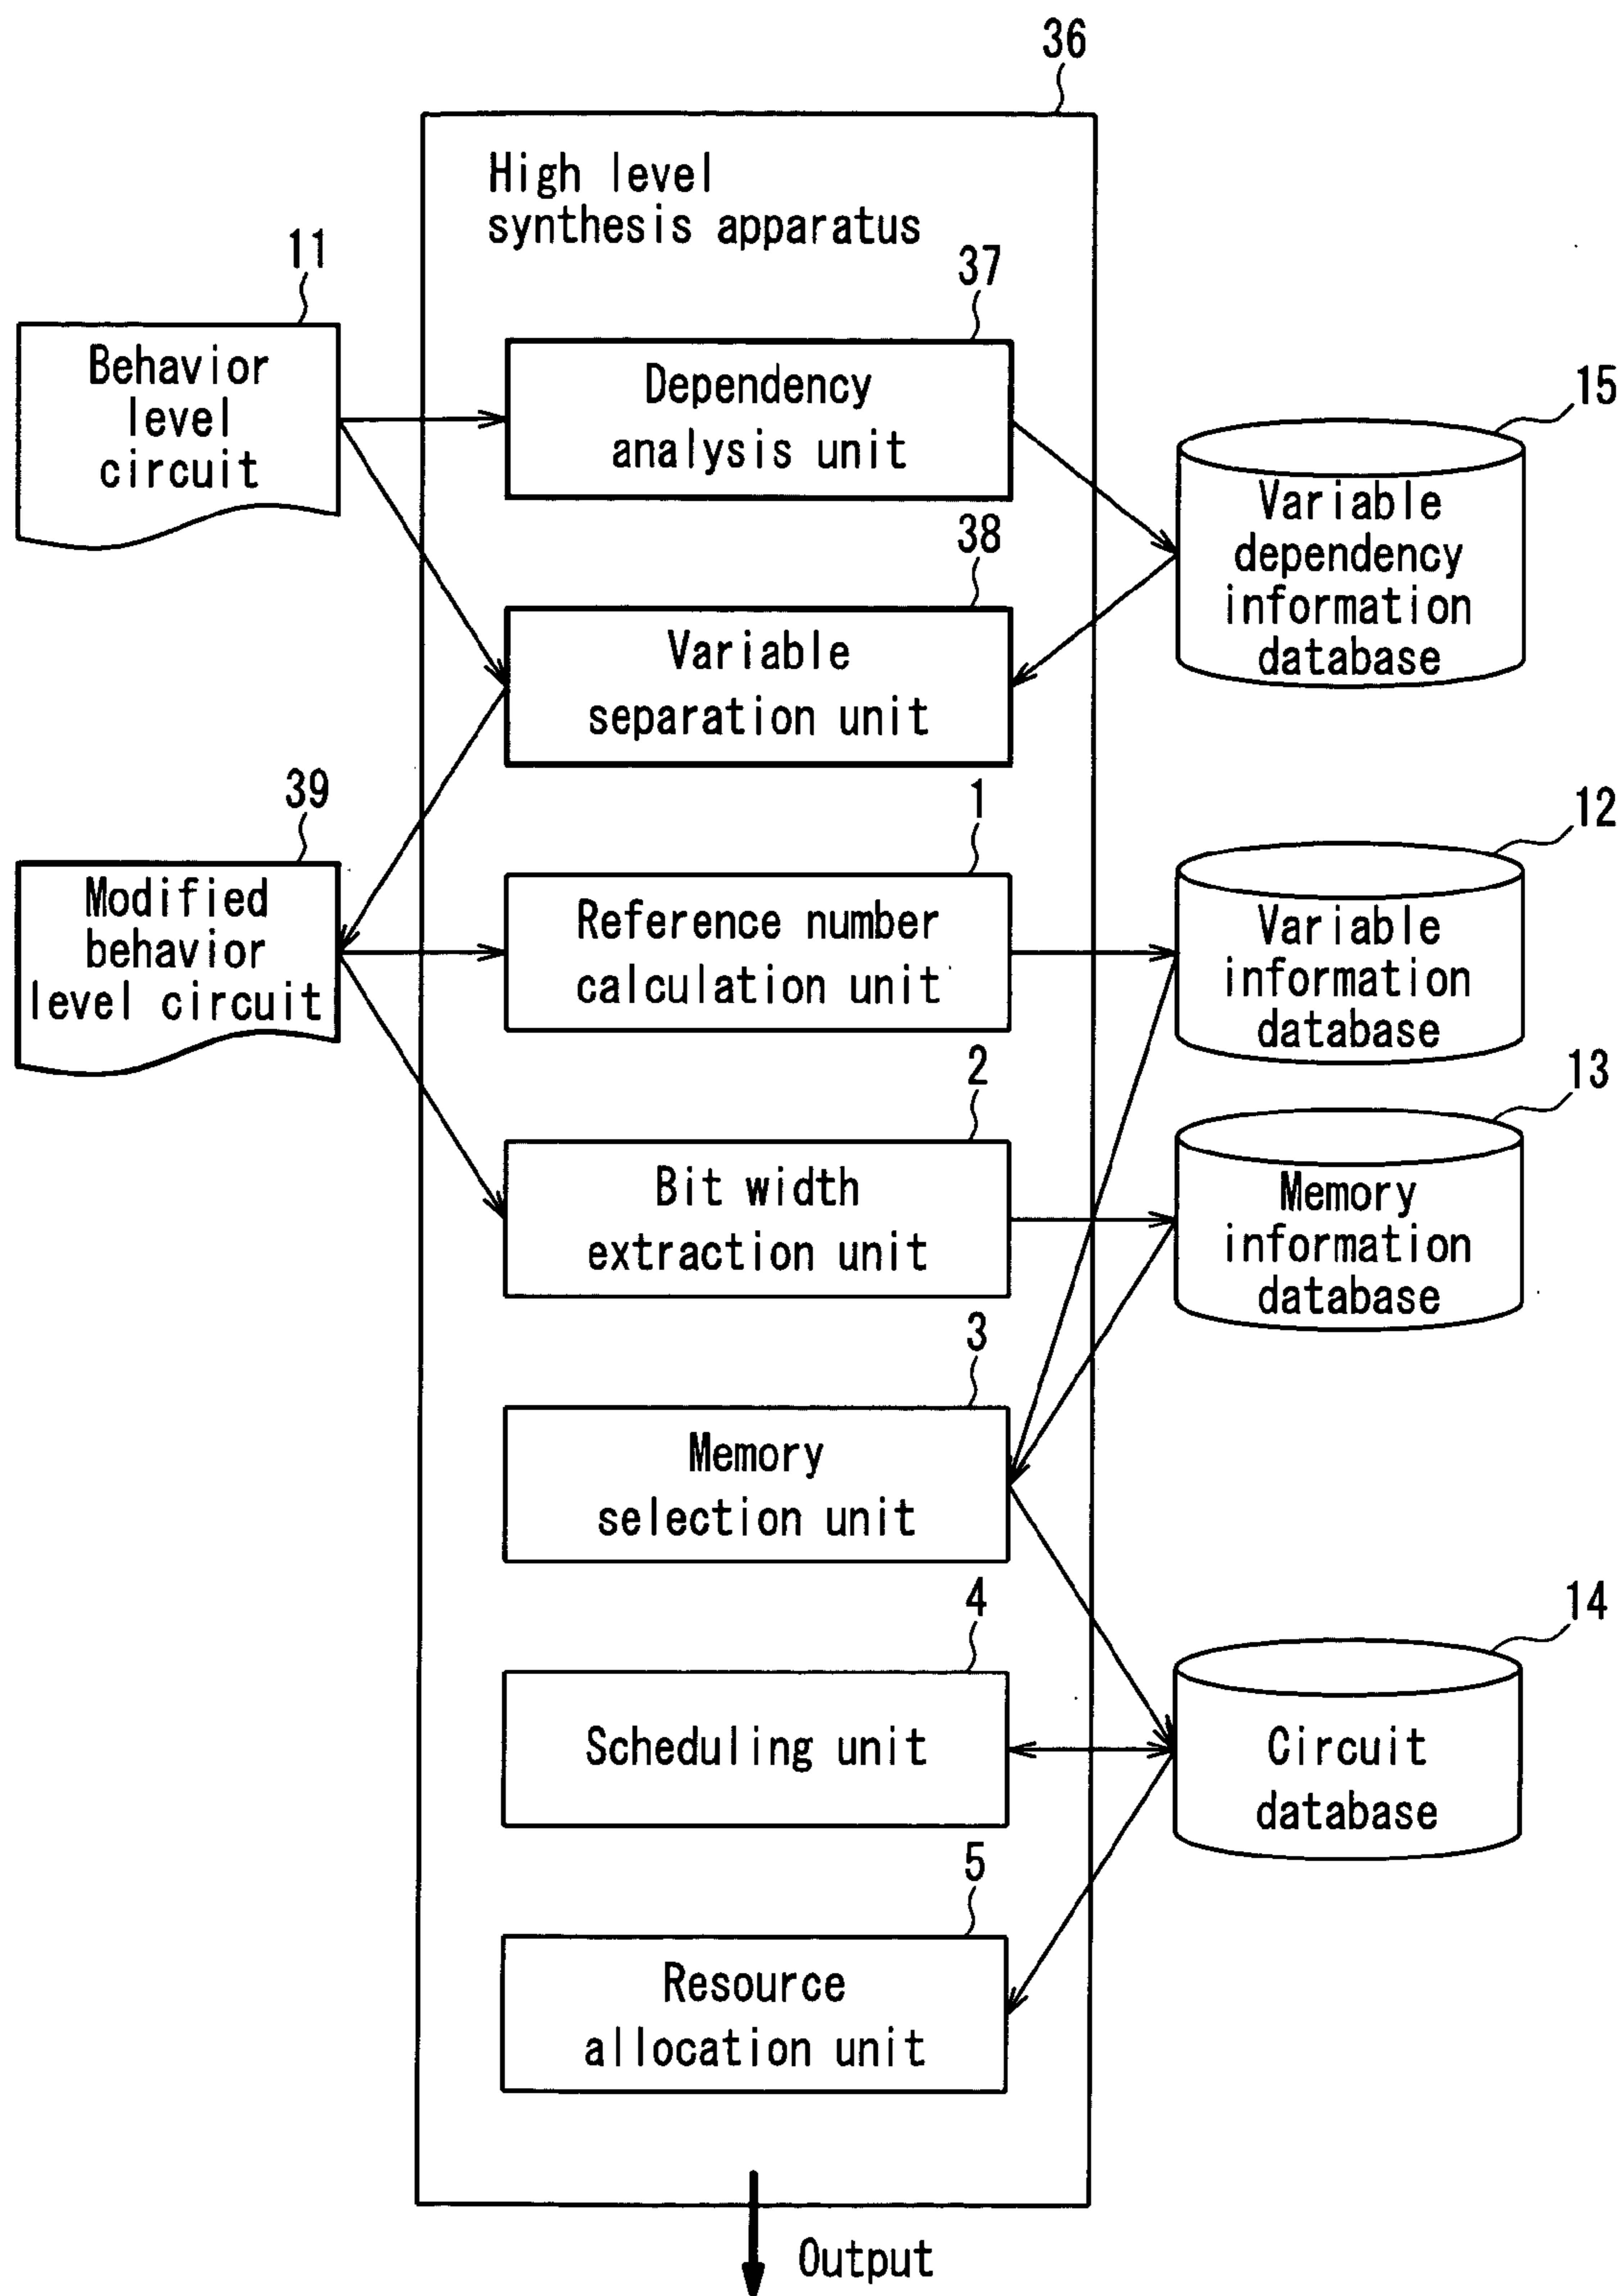 36
High level
synthesis apparatus
11
Behavior
level
circuit
37
Dependency
analysis unit
15
Variable
dependency
information
database
38
Variable
separation unit
39
Modified
behavior
level circuit
1
Reference number
calculation unit
12
Variable
information
database
2
Bit width
extraction unit
13
Memory
information
database
3
Memory
selection unit
4
Scheduling unit
14
Circuit
database
5
Resource
allocation unit
Output